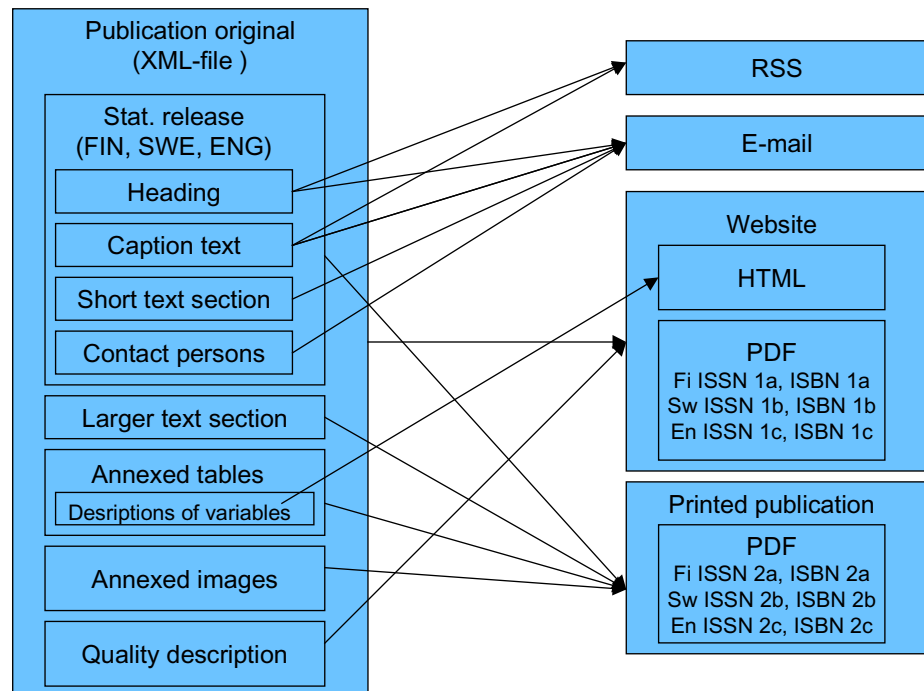 Publication original
(XML-file )
Stat. release
(FIN, SWE, ENG)
Heading
Caption text
Short text section
Contact persons
Larger text section
Annexed tables
Desriptions of variables
Annexed images
Quality description
RSS
E-mail
Website
HTML
PDF
Fi ISSN 1a, ISBN 1a
Sw ISSN 1b, ISBN 1b
En ISSN 1c, ISBN 1c
Printed publication
PDF
Fi ISSN 2a, ISBN 2a
Sw ISSN 2b, ISBN 2b
En ISSN 2c, ISBN 2c